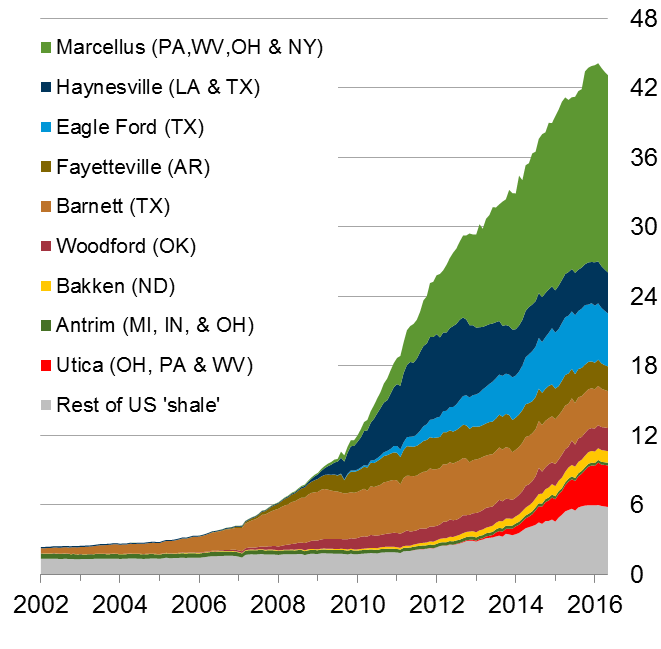 48
Marcellus (PA,WV,OH & NY)
Haynesville (LA & TX)
42
Eagle Ford (TX)
Fayetteville (AR)
36
Barnett (TX)
30
Woodford (OK)
Bakken (ND)
24
Antrim (MI, IN, & OH)
Utica (OH, PA & WV)
18
Rest of US 'shale'
12
6
0
2002 2004 2006 2008 2010 2012 2014 2016